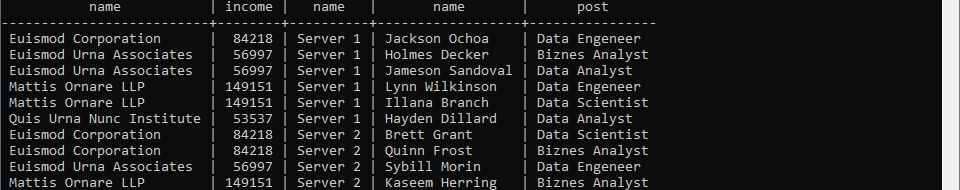 name | income | name | name | post
--------------------------+--------+----------+------------------+----------------
Euismod Corporation | 84218 | Server 1 | Jackson Ochoa | Data Engeneer
Euismod Urna Associates | 56997 | Server 1 | Holmes Decker | Biznes Analyst
Euismod Urna Associates | 56997 | Server 1 | Jameson Sandoval | Data Analyst
Mattis Ornare LLP | 149151 | Server 1 | Lynn Wilkinson | Data Engeneer
Mattis Ornare LLP | 149151 | Server 1 | Illana Branch | Data Scientist
Quis Urna Nunc Institute | 53537 | Server 1 | Hayden Dillard | Data Analyst
Euismod Corporation | 84218 | Server 2 | Brett Grant | Data Scientist
Euismod Corporation | 84218 | Server 2 | Quinn Frost | Biznes Analyst
Euismod Urna Associates | 56997 | Server 2 | Sybill Morin | Data Engeneer
Mattis Ornare LLP | 149151 | Server 2 | Kaseem Herring | Biznes Analyst